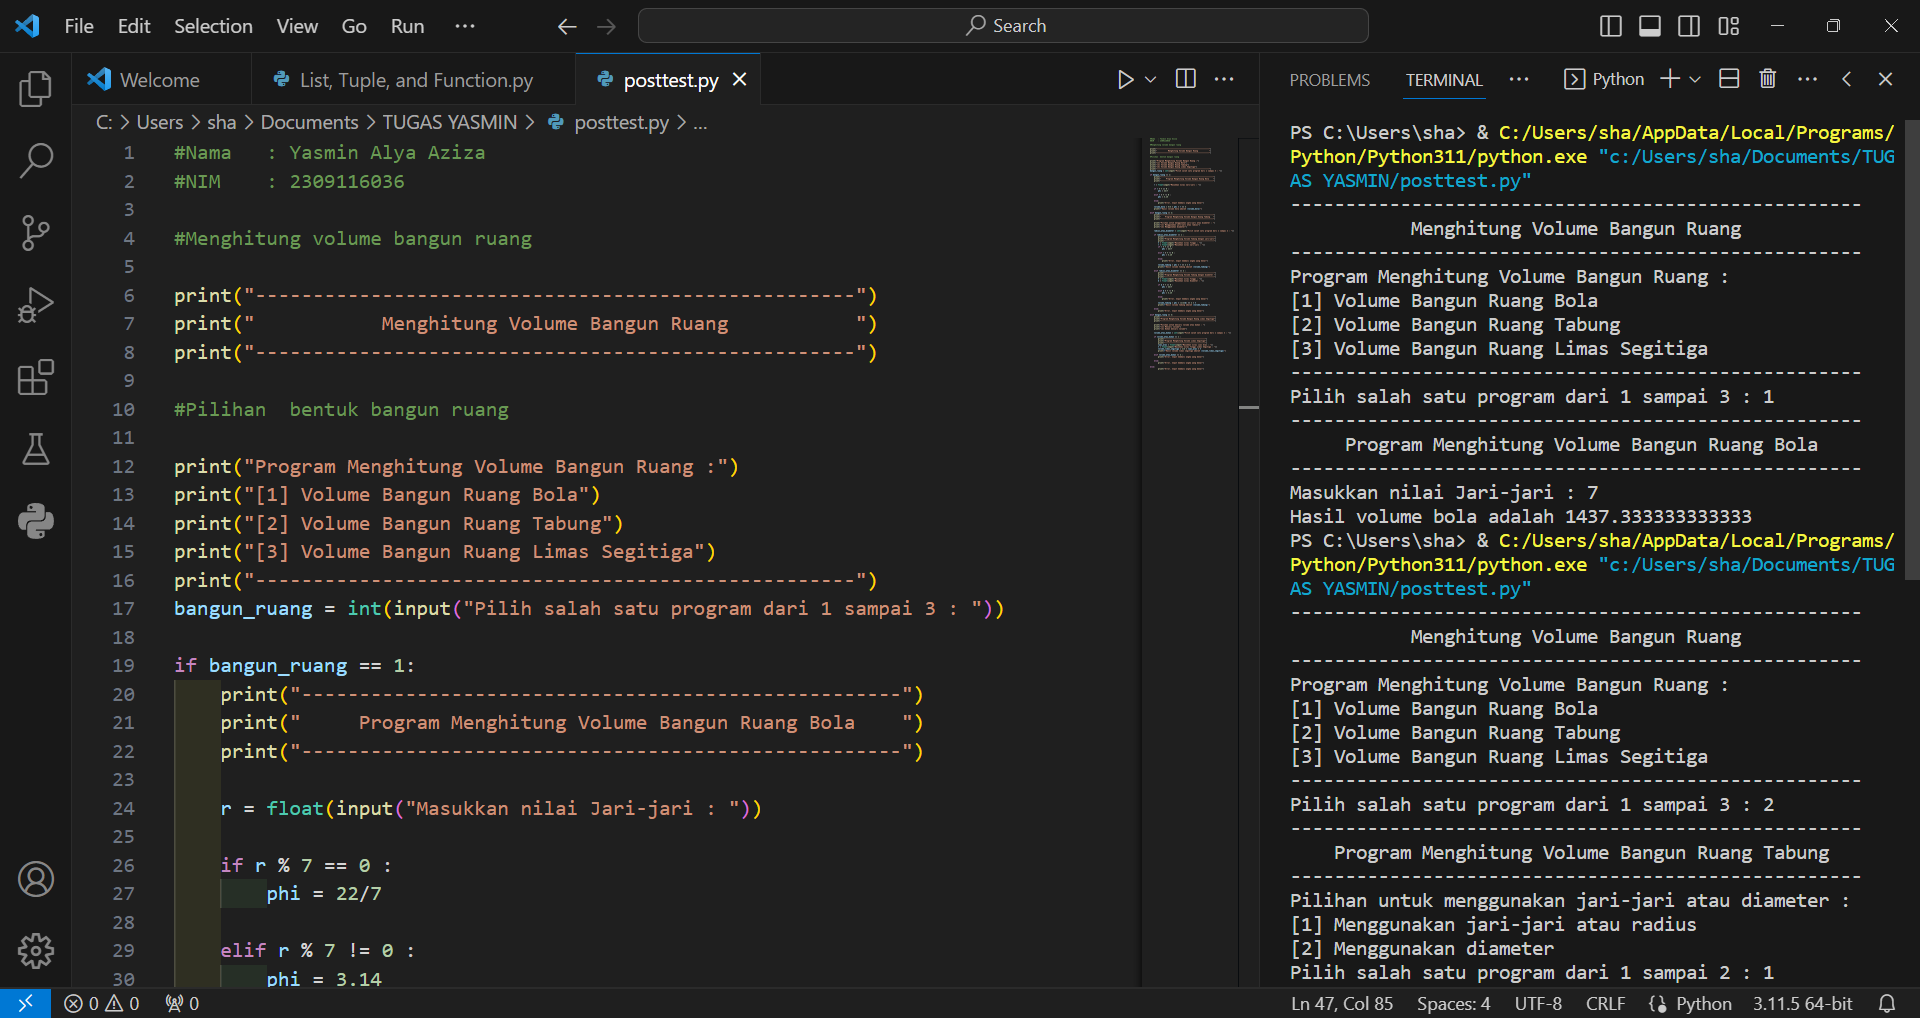 File Edit Selection View Go Run ··· Search
Welcome List, Tuple, and Function.py posttest.py
C: > Users > sha > Documents > TUGAS YASMIN > posttest.py > ...
1 #Nama   : Yasmin Alya Aziza
2 #NIM    : 2309116036
3
4 #Menghitung volume bangun ruang
5
6 print("----------------------------------------------------")
7 print("           Menghitung Volume Bangun Ruang           ")
8 print("----------------------------------------------------")
9
10 #Pilihan  bentuk bangun ruang
11
12 print("Program Menghitung Volume Bangun Ruang :")
13 print("[1] Volume Bangun Ruang Bola")
14 print("[2] Volume Bangun Ruang Tabung")
15 print("[3] Volume Bangun Ruang Limas Segitiga")
16 print("----------------------------------------------------")
17 bangun_ruang = int(input("Pilih salah satu program dari 1 sampai 3 : "))
18
19 if bangun_ruang == 1:
20     print("----------------------------------------------------")
21     print("     Program Menghitung Volume Bangun Ruang Bola    ")
22     print("----------------------------------------------------")
23
24     r = float(input("Masukkan nilai Jari-jari : "))
25
26     if r % 7 == 0 :
27         phi = 22/7
28
29     elif r % 7 != 0 :
30         phi = 3.14
PROBLEMS TERMINAL ··· Python
PS C:\Users\sha> & C:/Users/sha/AppData/Local/Programs/
Python/Python311/python.exe "c:/Users/sha/Documents/TUG
AS YASMIN/posttest.py"
----------------------------------------------------
           Menghitung Volume Bangun Ruang
----------------------------------------------------
Program Menghitung Volume Bangun Ruang :
[1] Volume Bangun Ruang Bola
[2] Volume Bangun Ruang Tabung
[3] Volume Bangun Ruang Limas Segitiga
----------------------------------------------------
Pilih salah satu program dari 1 sampai 3 : 1
----------------------------------------------------
     Program Menghitung Volume Bangun Ruang Bola
----------------------------------------------------
Masukkan nilai Jari-jari : 7
Hasil volume bola adalah 1437.333333333333
PS C:\Users\sha> & C:/Users/sha/AppData/Local/Programs/
Python/Python311/python.exe "c:/Users/sha/Documents/TUG
AS YASMIN/posttest.py"
----------------------------------------------------
           Menghitung Volume Bangun Ruang
----------------------------------------------------
Program Menghitung Volume Bangun Ruang :
[1] Volume Bangun Ruang Bola
[2] Volume Bangun Ruang Tabung
[3] Volume Bangun Ruang Limas Segitiga
----------------------------------------------------
Pilih salah satu program dari 1 sampai 3 : 2
----------------------------------------------------
    Program Menghitung Volume Bangun Ruang Tabung
----------------------------------------------------
Pilihan untuk menggunakan jari-jari atau diameter :
[1] Menggunakan jari-jari atau radius
[2] Menggunakan diameter
Pilih salah satu program dari 1 sampai 2 : 1
0 0 0 Ln 47, Col 85 Spaces: 4 UTF-8 CRLF Python 3.11.5 64-bit